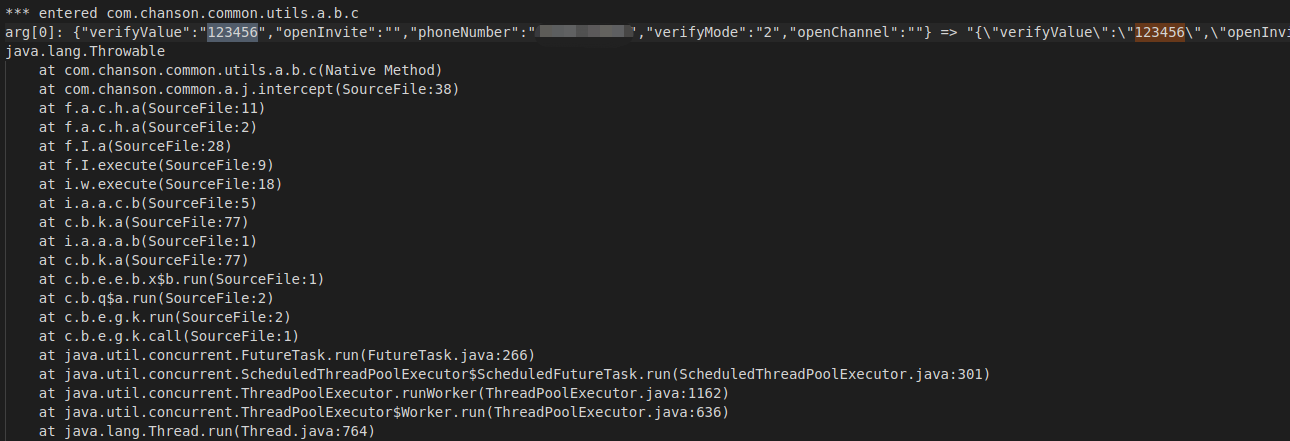 *** entered com.chanson.common.utils.a.b.c
arg[0]: {"verifyValue":"123456","openInvite":"","phoneNumber":" ","verifyMode":"2","openChannel":""} => "{\"verifyValue\":\"123456\",\"openInvi
java.lang.Throwable
at com.chanson.common.utils.a.b.c(Native Method)
at com.chanson.common.a.j.intercept(SourceFile:38)
at f.a.c.h.a(SourceFile:11)
at f.a.c.h.a(SourceFile:2)
at f.I.a(SourceFile:28)
at f.I.execute(SourceFile:9)
at i.w.execute(SourceFile:18)
at i.a.a.c.b(SourceFile:5)
at c.b.k.a(SourceFile:77)
at i.a.a.a.b(SourceFile:1)
at c.b.k.a(SourceFile:77)
at c.b.e.e.b.x$b.run(SourceFile:1)
at c.b.q$a.run(SourceFile:2)
at c.b.e.g.k.run(SourceFile:2)
at c.b.e.g.k.call(SourceFile:1)
at java.util.concurrent.FutureTask.run(FutureTask.java:266)
at java.util.concurrent.ScheduledThreadPoolExecutor$ScheduledFutureTask.run(ScheduledThreadPoolExecutor.java:301)
at java.util.concurrent.ThreadPoolExecutor.runWorker(ThreadPoolExecutor.java:1162)
at java.util.concurrent.ThreadPoolExecutor$Worker.run(ThreadPoolExecutor.java:636)
at java.lang.Thread.run(Thread.java:764)